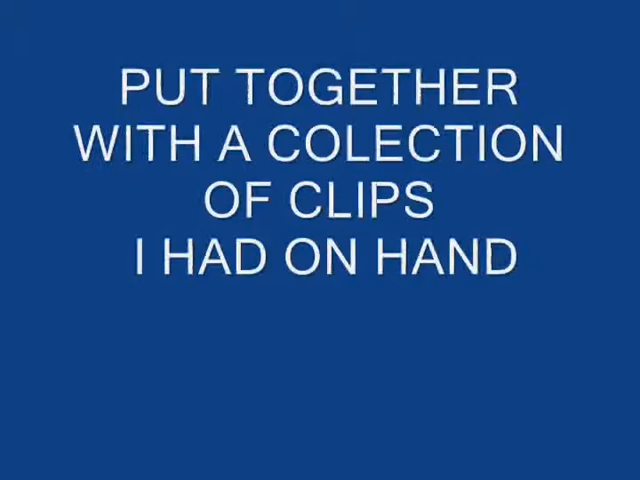 PUT TOGETHER
WITH A COLECTION
OF CLIPS
I HAD ON HAND